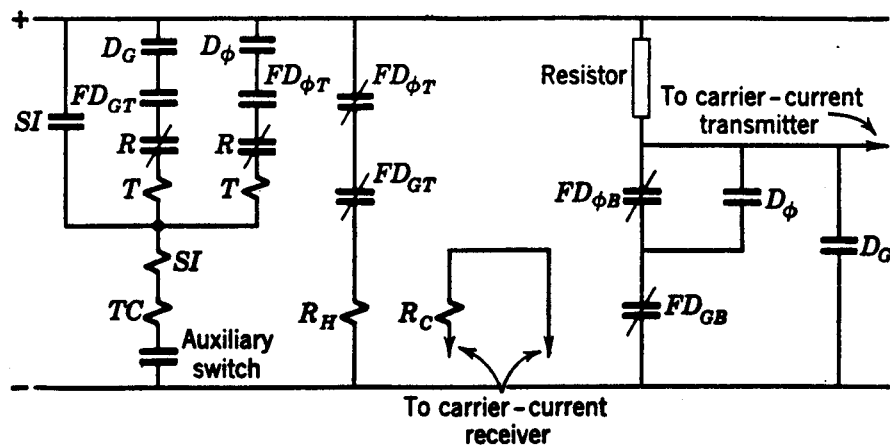 +
D_G
D_ϕ
FD_GT
FD_ϕT
SI
R
R
T
T
SI
TC
Auxiliary
switch
−
FD_ϕT
FD_GT
R_H
R_C
To carrier-current
receiver
Resistor
To carrier-current
transmitter
FD_ϕB
D_ϕ
D_G
FD_GB